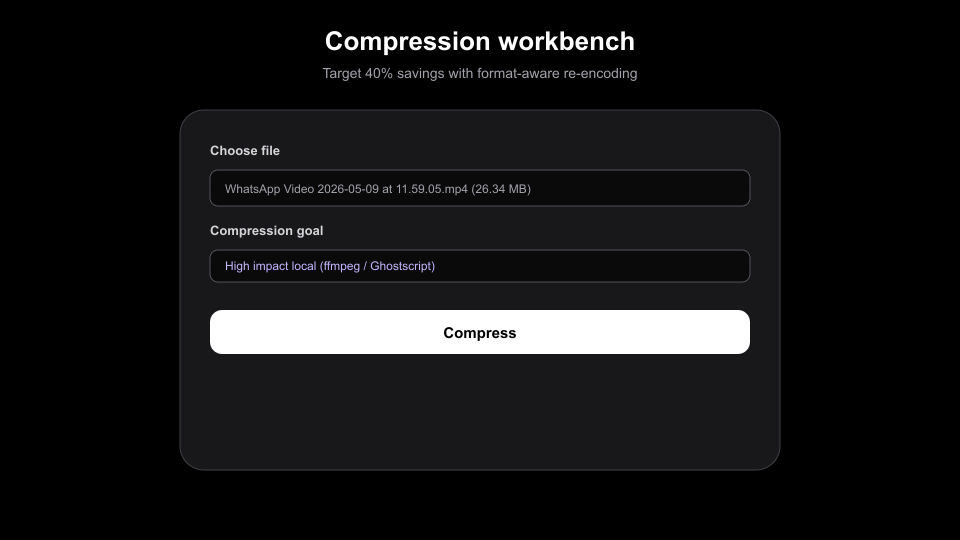 Compression workbench
Target 40% savings with format-aware re-encoding
Choose file
WhatsApp Video 2026-05-09 at 11.59.05.mp4 (26.34 MB)
Compression goal
High impact local (ffmpeg / Ghostscript)
Compress